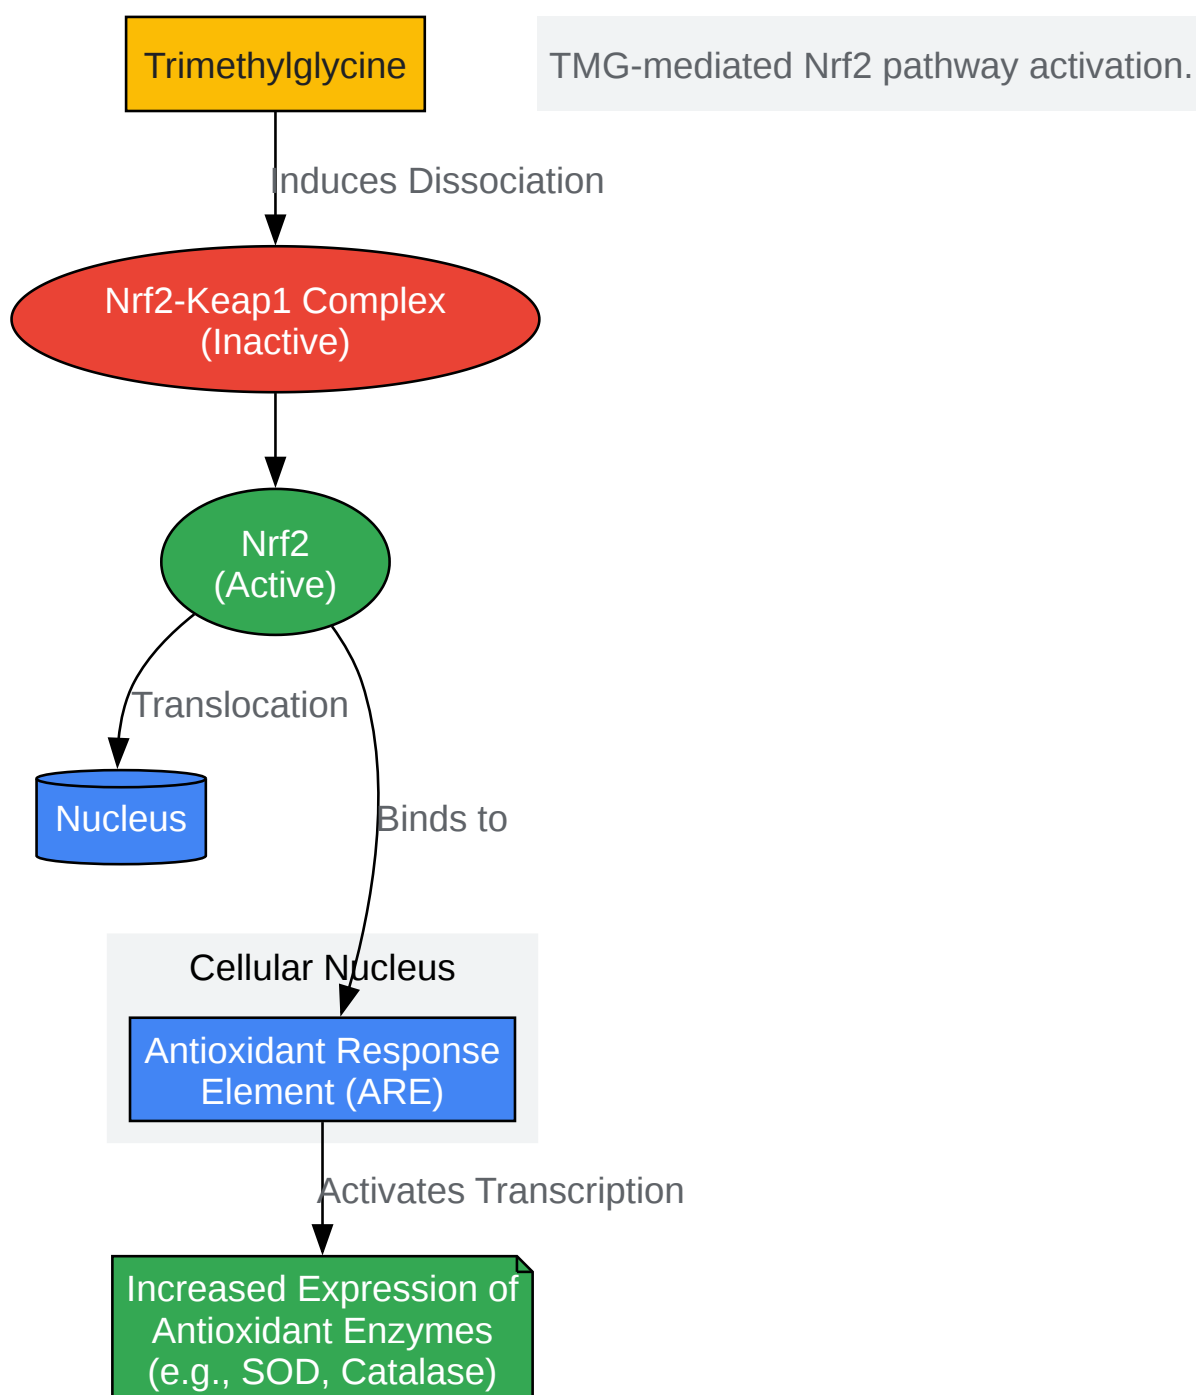 Trimethylglycine
TMG-mediated Nrf2 pathway activation.
Induces Dissociation
Nrf2-Keap1 Complex
(Inactive)
Nrf2
(Active)
Translocation
Nucleus
Binds to
Cellular Nucleus
Antioxidant Response
Element (ARE)
Activates Transcription
Increased Expression of
Antioxidant Enzymes
(e.g., SOD, Catalase)